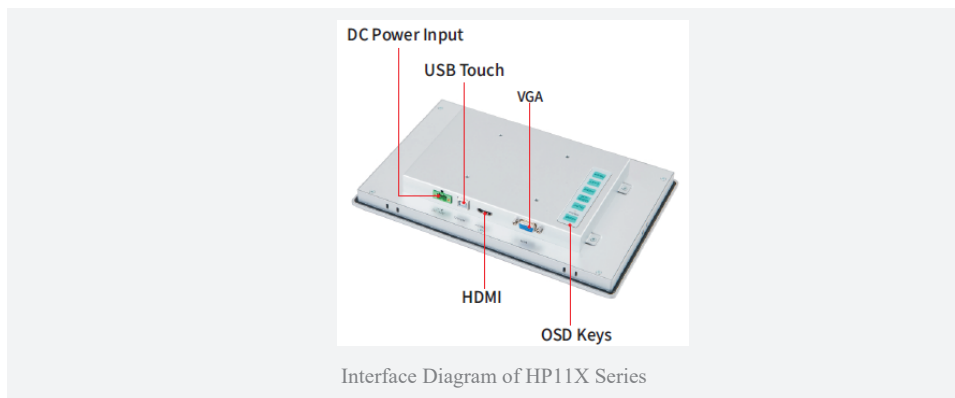 DC Power Input
USB Touch
VGA
HDMI
OSD Keys
Interface Diagram of HP11X Series